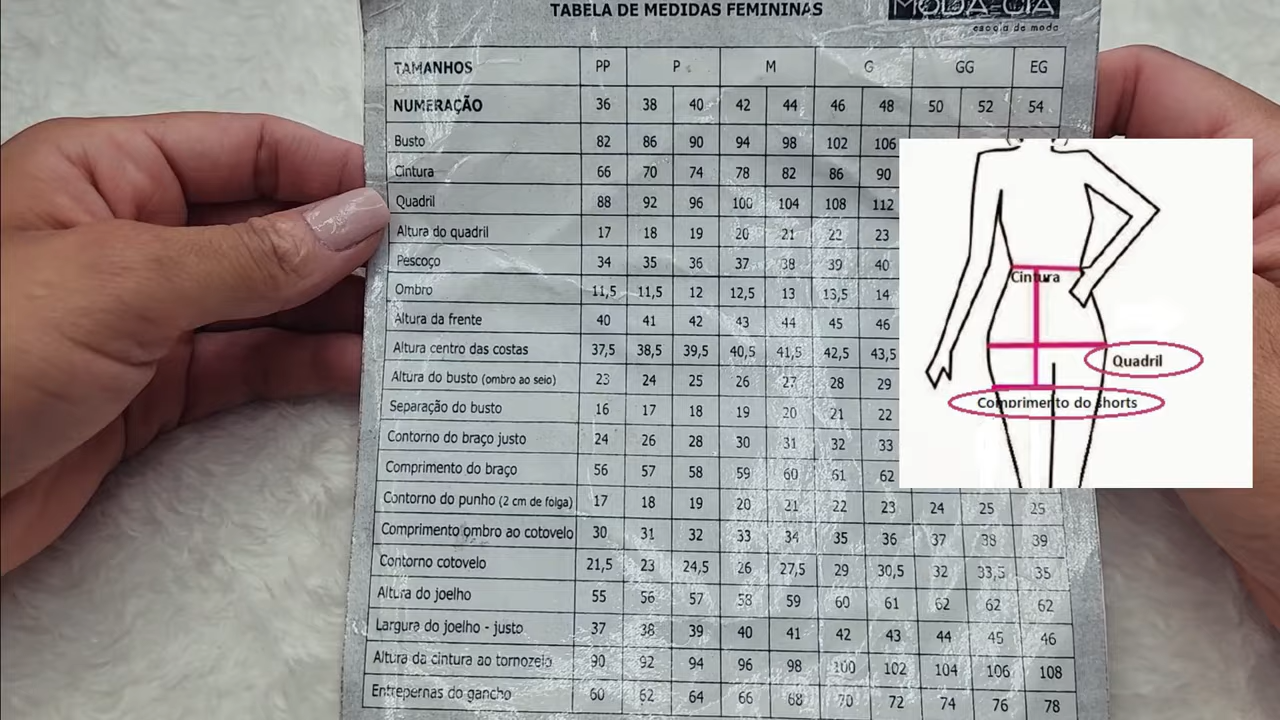 TABELA DE MEDIDAS FEMININAS
MODA=CIA
escola de moda
TAMANHOS PP P M G GG EG
NUMERAÇÃO 36 38 40 42 44 46 48 50 52 54
Busto 82 86 90 94 98 102 106
Cintura 66 70 74 78 82 86 90
Quadril 88 92 96 100 104 108 112
Altura do quadril 17 18 19 20 21 22 23
Pescoço 34 35 36 37 38 39 40
Ombro 11,5 11,5 12 12,5 13 13,5 14
Altura da frente 40 41 42 43 44 45 46
Altura centro das costas 37,5 38,5 39,5 40,5 41,5 42,5 43,5
Altura do busto (ombro ao seio) 23 24 25 26 27 28 29
Separação do busto 16 17 18 19 20 21 22
Contorno do braço justo 24 26 28 30 31 32 33
Comprimento do braço 56 57 58 59 60 61 62
Contorno do punho (2 cm de folga) 17 18 19 20 21 22 23 24 25 25
Comprimento ombro ao cotovelo 30 31 32 33 34 35 36 37 38 39
Contorno cotovelo 21,5 23 24,5 26 27,5 29 30,5 32 33,5 35
Altura do joelho 55 56 57 58 59 60 61 62 62 62
Largura do joelho - justo 37 38 39 40 41 42 43 44 45 46
Altura da cintura ao tornozelo 90 92 94 96 98 100 102 104 106 108
Entrepernas do gancho 60 62 64 66 68 70 72 74 76 78
Cintura
Quadril
Comprimento do shorts